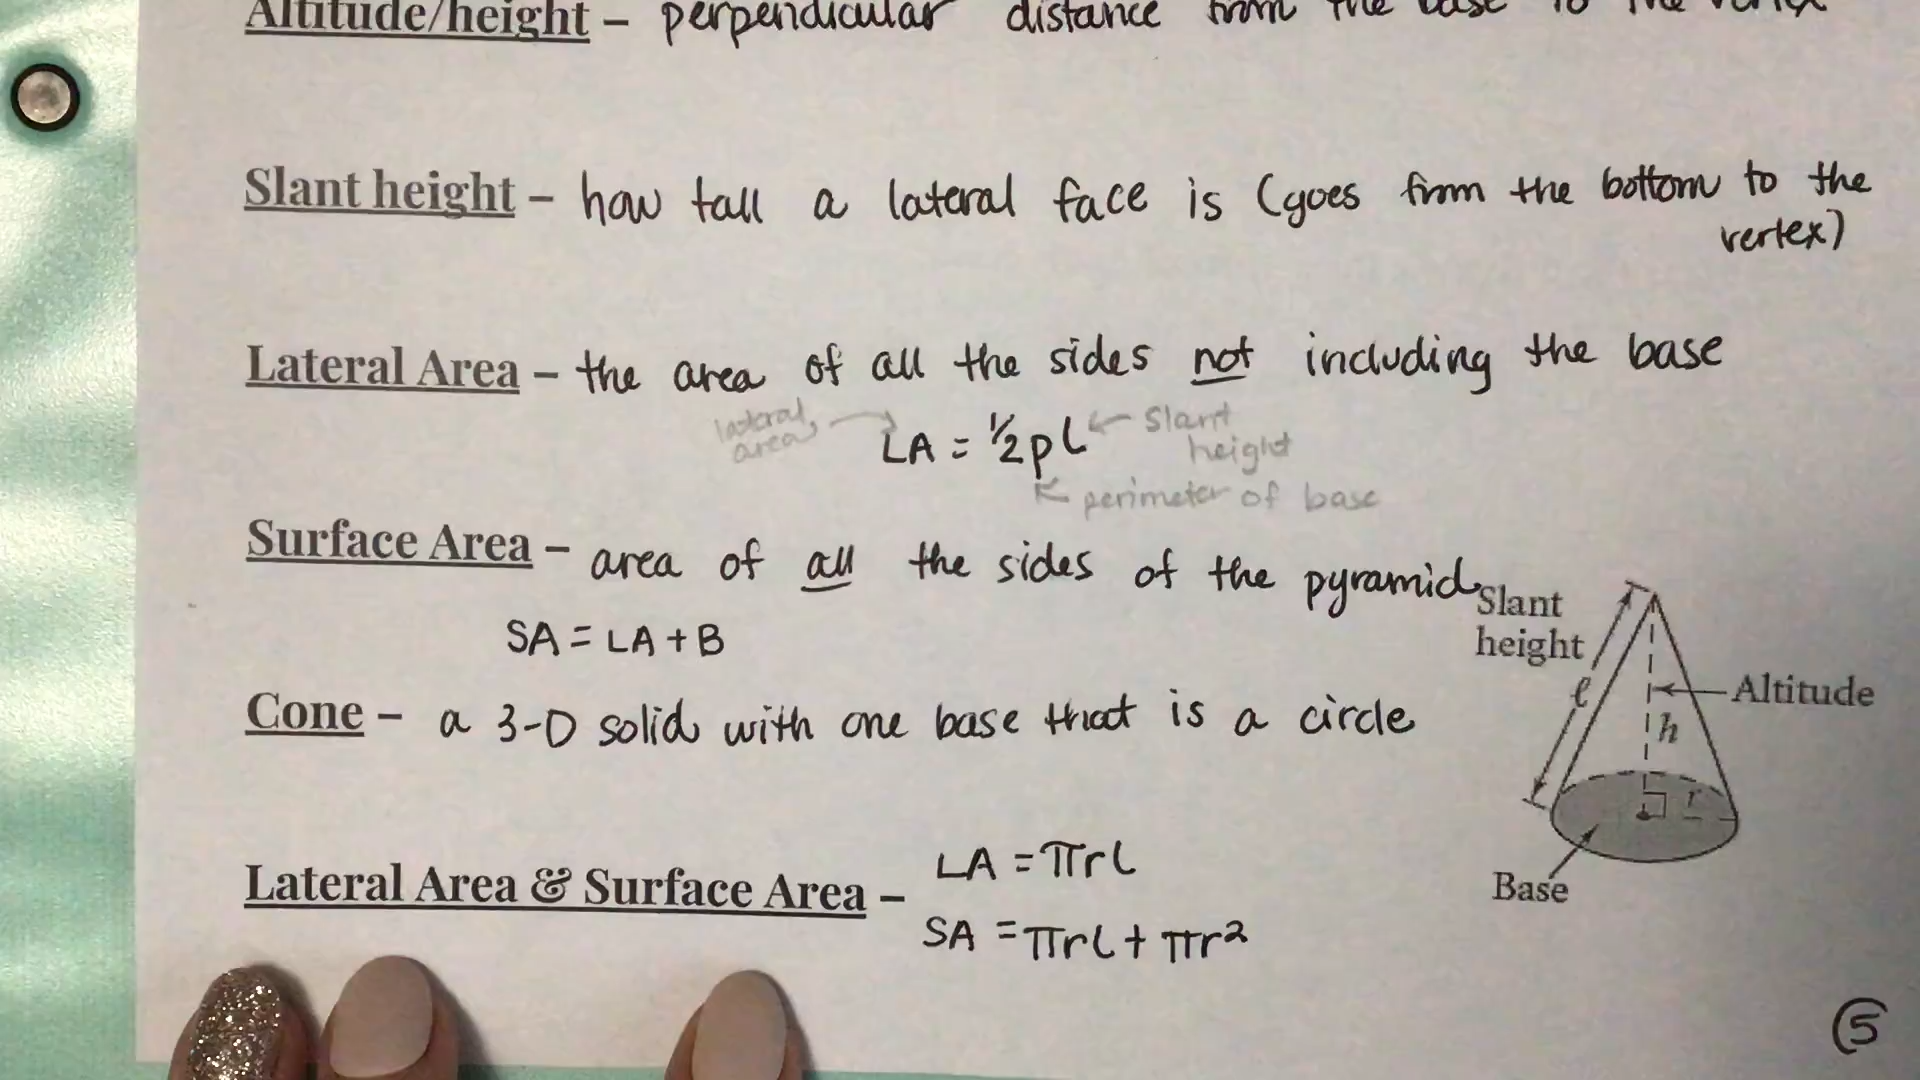 Altitude/height – perpendicular distance from the base to the vertex
Slant height – how tall a lateral face is (goes from the bottom to the
vertex)
Lateral Area – the area of all the sides not including the base
lateral
area
LA = ½pl
slant
height
perimeter of base
Surface Area – area of all the sides of the pyramid
SA = LA + B
Cone – a 3-D solid with one base that is a circle
Slant
height
ℓ
Altitude
h
r
Base
Lateral Area & Surface Area –
LA = πrl
SA = πrl + πr²
5